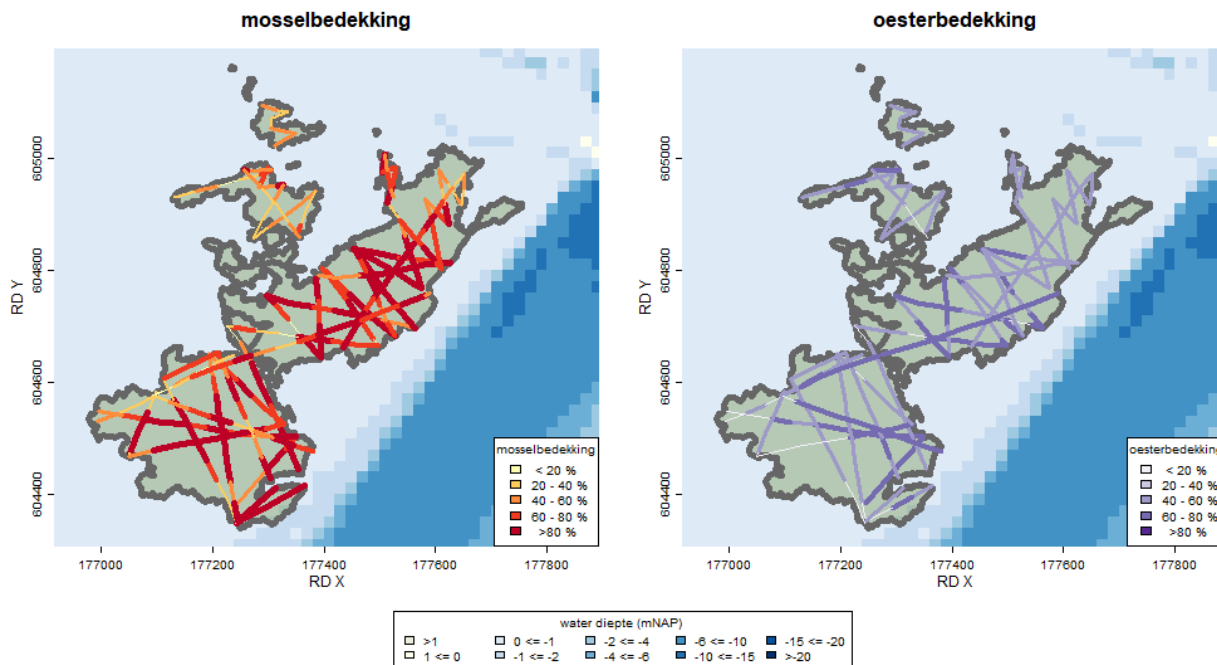 mosselbedekking
oesterbedekking
RD Y
605000
604800
604600
604400
177000
177200
177400
177600
177800
RD X
mosselbedekking
< 20 %
20 - 40 %
40 - 60 %
60 - 80 %
>80 %
RD Y
605000
604800
604600
604400
177000
177200
177400
177600
177800
RD X
oesterbedekking
< 20 %
20 - 40 %
40 - 60 %
60 - 80 %
>80 %
water diepte (mNAP)
>1 0 <= -1 -2 <= -4 -6 <= -10 -15 <= -20
1 <= 0 -1 <= -2 -4 <= -6 -10 <= -15 >-20